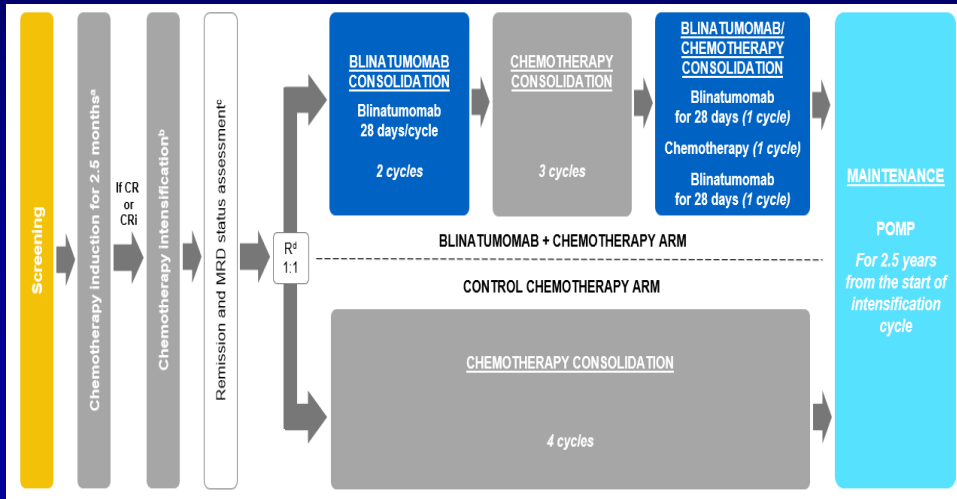 Screening
Chemotherapy induction for 2.5 monthsᵃ
If CR
or
CRi
Chemotherapy intensificationᵇ
Remission and MRD status assessmentᶜ
Rᵈ
1:1
BLINATUMOMAB
CONSOLIDATION
Blinatumomab
28 days/cycle
2 cycles
CHEMOTHERAPY
CONSOLIDATION
3 cycles
BLINATUMOMAB/
CHEMOTHERAPY
CONSOLIDATION
Blinatumomab
for 28 days (1 cycle)
Chemotherapy (1 cycle)
Blinatumomab
for 28 days (1 cycle)
BLINATUMOMAB + CHEMOTHERAPY ARM
CONTROL CHEMOTHERAPY ARM
CHEMOTHERAPY CONSOLIDATION
4 cycles
MAINTENANCE
POMP
For 2.5 years
from the start of
intensification
cycle